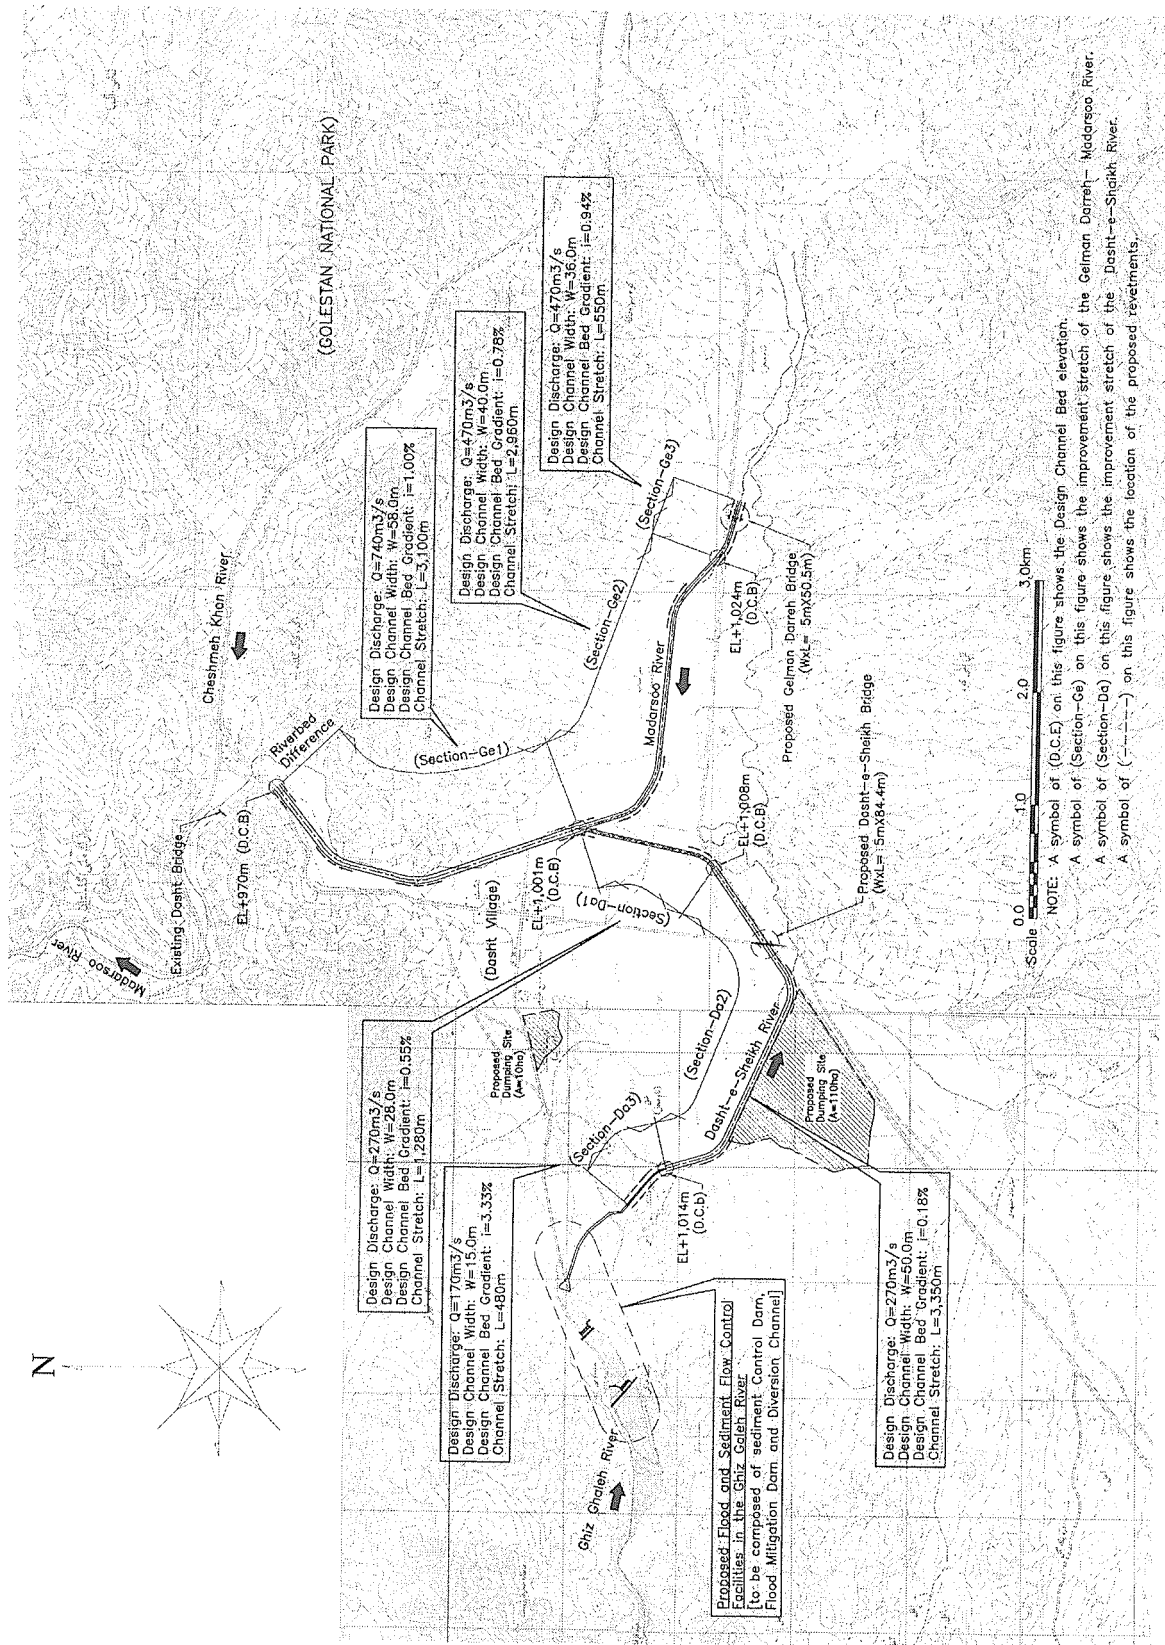 N
(GOLESTAN NATIONAL PARK)
Cheshmeh Khan River
Madarsoo River
Existing Dasht Bridge
EL+970m (D.C.B)
Riverbed
Difference
Design Discharge: Q=740m3/s
Design Channel Width: W=58.0m
Design Channel Bed Gradient: i=1.00%
Channel Stretch: L=3,100m
(Section-Ge1)
Design Discharge: Q=470m3/s
Design Channel Width: W=40.0m
Design Channel Bed Gradient: i=0.78%
Channel Stretch: L=2,960m
(Section-Ge2)
Design Discharge: Q=470m3/s
Design Channel Width: W=36.0m
Design Channel Bed Gradient: i=0.94%
Channel Stretch: L=550m
(Section-Ge3)
Madarsoo River
EL+1,024m
(D.C.B)
Proposed Gelman Darreh Bridge
(WxL= 5mX50.5m)
(Dasht Village)
EL+1,001m
(D.C.B)
EL+1,008m
(D.C.B)
Proposed Dasht-e-Sheikh Bridge
(WxL= 5mX84.4m)
Design Discharge: Q=270m3/s
Design Channel Width: W=28.0m
Design Channel Bed Gradient: i=0.55%
Channel Stretch: L=1,280m
(Section-Da1)
Proposed
Dumping Site
(A=10ha)
(Section-Da2)
Dasht-e-Sheikh River
Proposed
Dumping Site
(A=110ha)
(Section-Da3)
Design Discharge: Q=170m3/s
Design Channel Width: W=15.0m
Design Channel Bed Gradient: i=3.33%
Channel Stretch: L=480m
EL+1,014m
(D.C.b)
Design Discharge: Q=270m3/s
Design Channel Width: W=50.0m
Design Channel Bed Gradient: i=0.18%
Channel Stretch: L=3,350m
Ghiz Ghaleh River
Proposed Flood and Sediment Flow Control
Facilities in the Ghiz Galeh River
[to be composed of sediment Control Dam,
Flood Mitigation Dam and Diversion Channel]
Scale 0.0 1.0 2.0 3.0km
NOTE: A symbol of (D.C.E) on this figure shows the Design Channel Bed elevation.
A symbol of (Section-Ge) on this figure shows the improvement stretch of the Gelman Darreh- Madarsoo River.
A symbol of (Section-Da) on this figure shows the improvement stretch of the Dasht-e-Shaikh River.
A symbol of (------) on this figure shows the location of the proposed revetments.